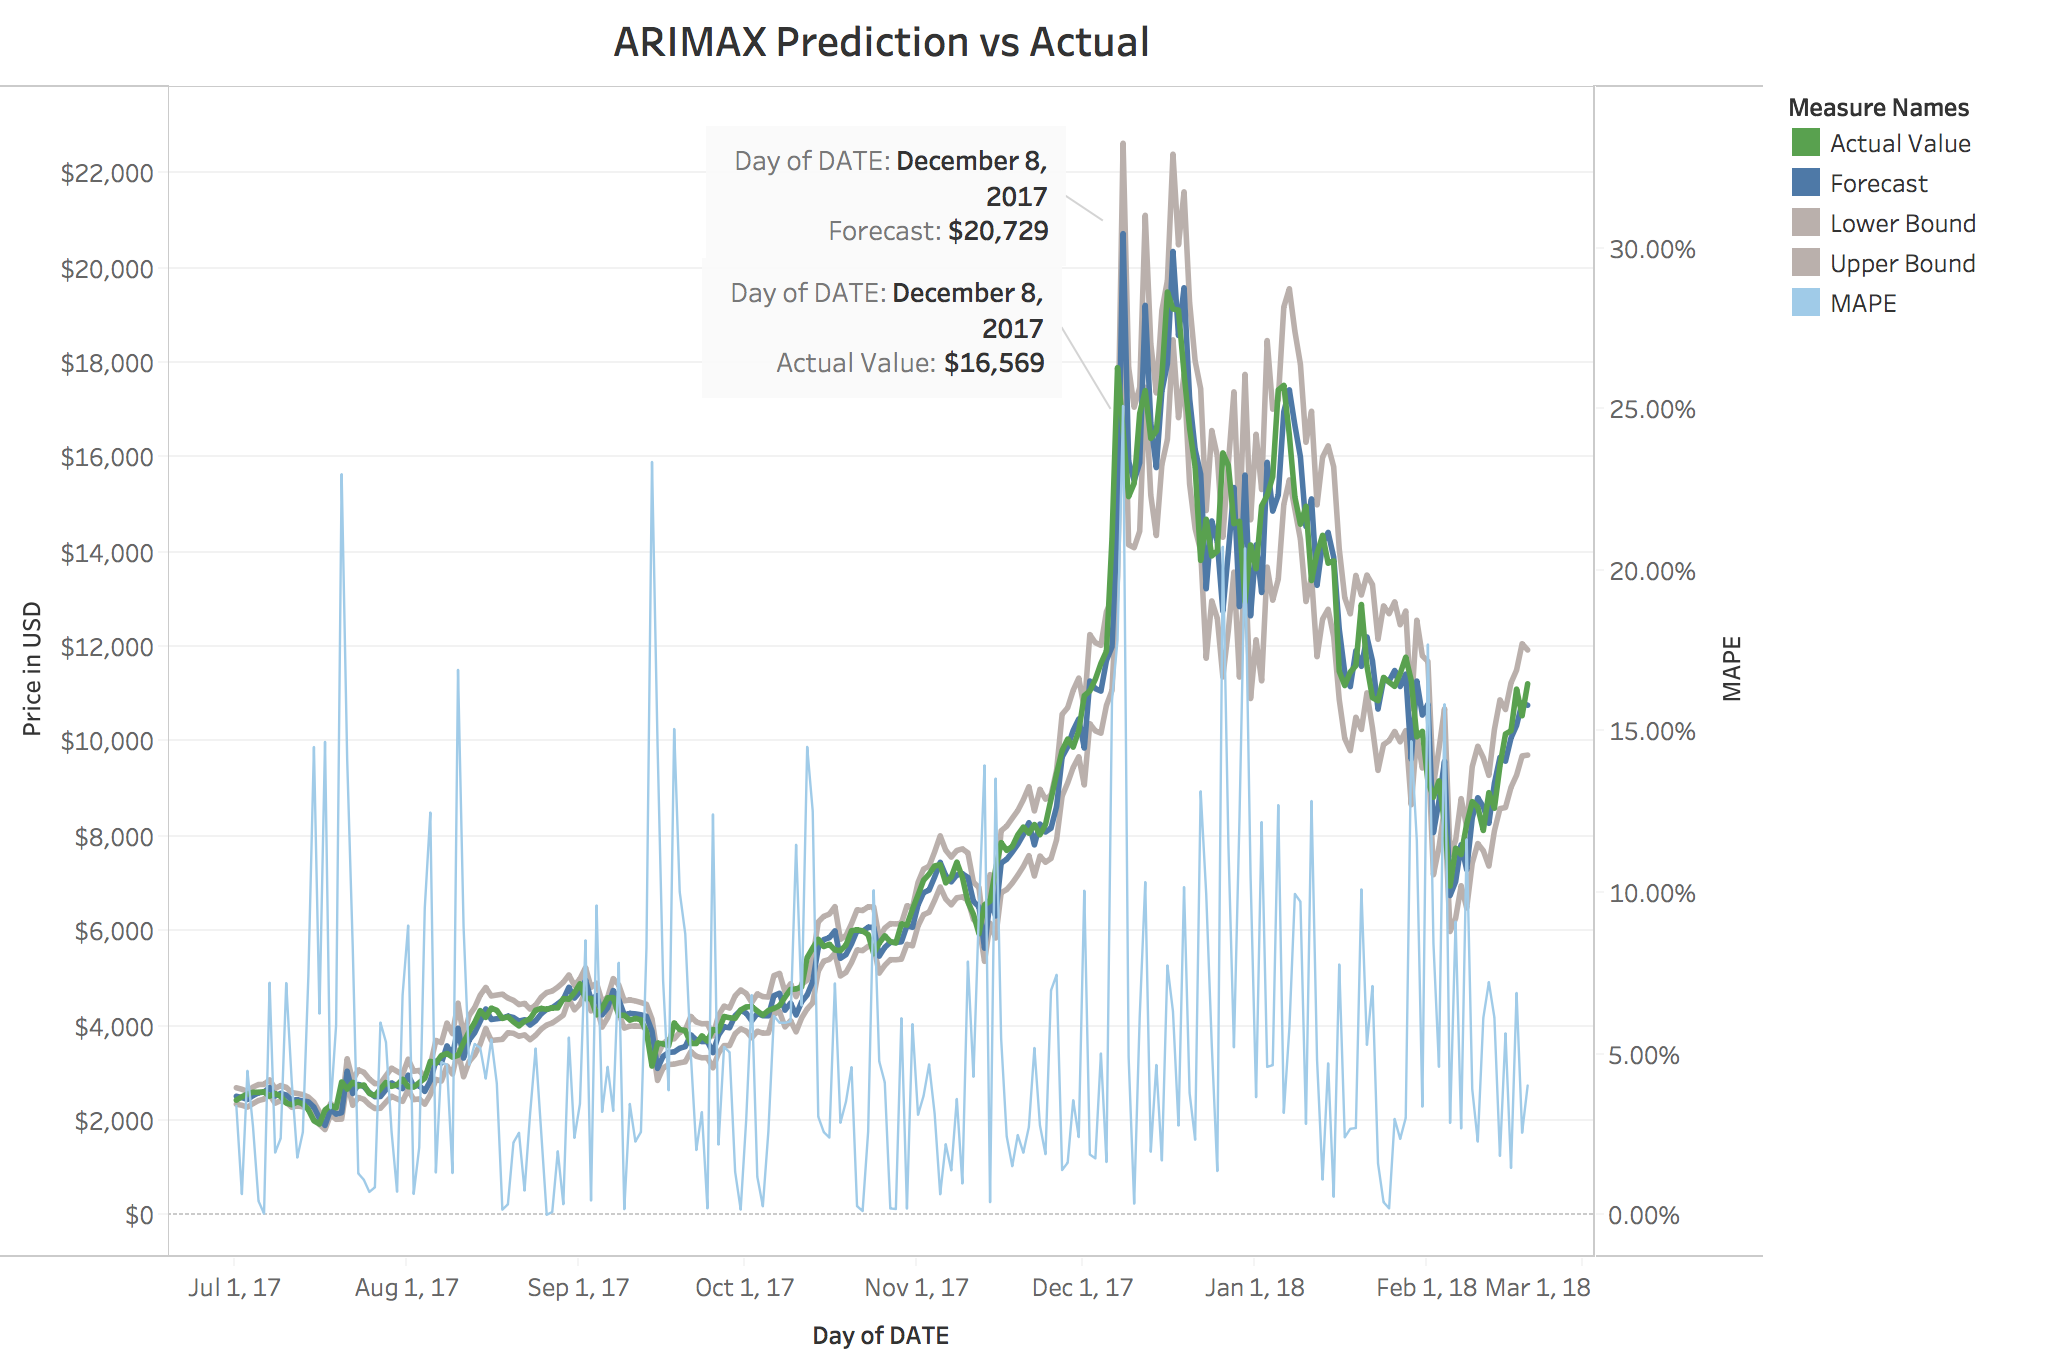 ARIMAX Prediction vs Actual
Measure Names
Actual Value
Forecast
Lower Bound
Upper Bound
MAPE
Day of DATE: December 8,
2017
Forecast: $20,729
Day of DATE: December 8,
2017
Actual Value: $16,569
Price in USD
$22,000
$20,000
$18,000
$16,000
$14,000
$12,000
$10,000
$8,000
$6,000
$4,000
$2,000
$0
30.00%
25.00%
20.00%
15.00%
10.00%
5.00%
0.00%
MAPE
Jul 1, 17 Aug 1, 17 Sep 1, 17 Oct 1, 17 Nov 1, 17 Dec 1, 17 Jan 1, 18 Feb 1, 18 Mar 1, 18
Day of DATE